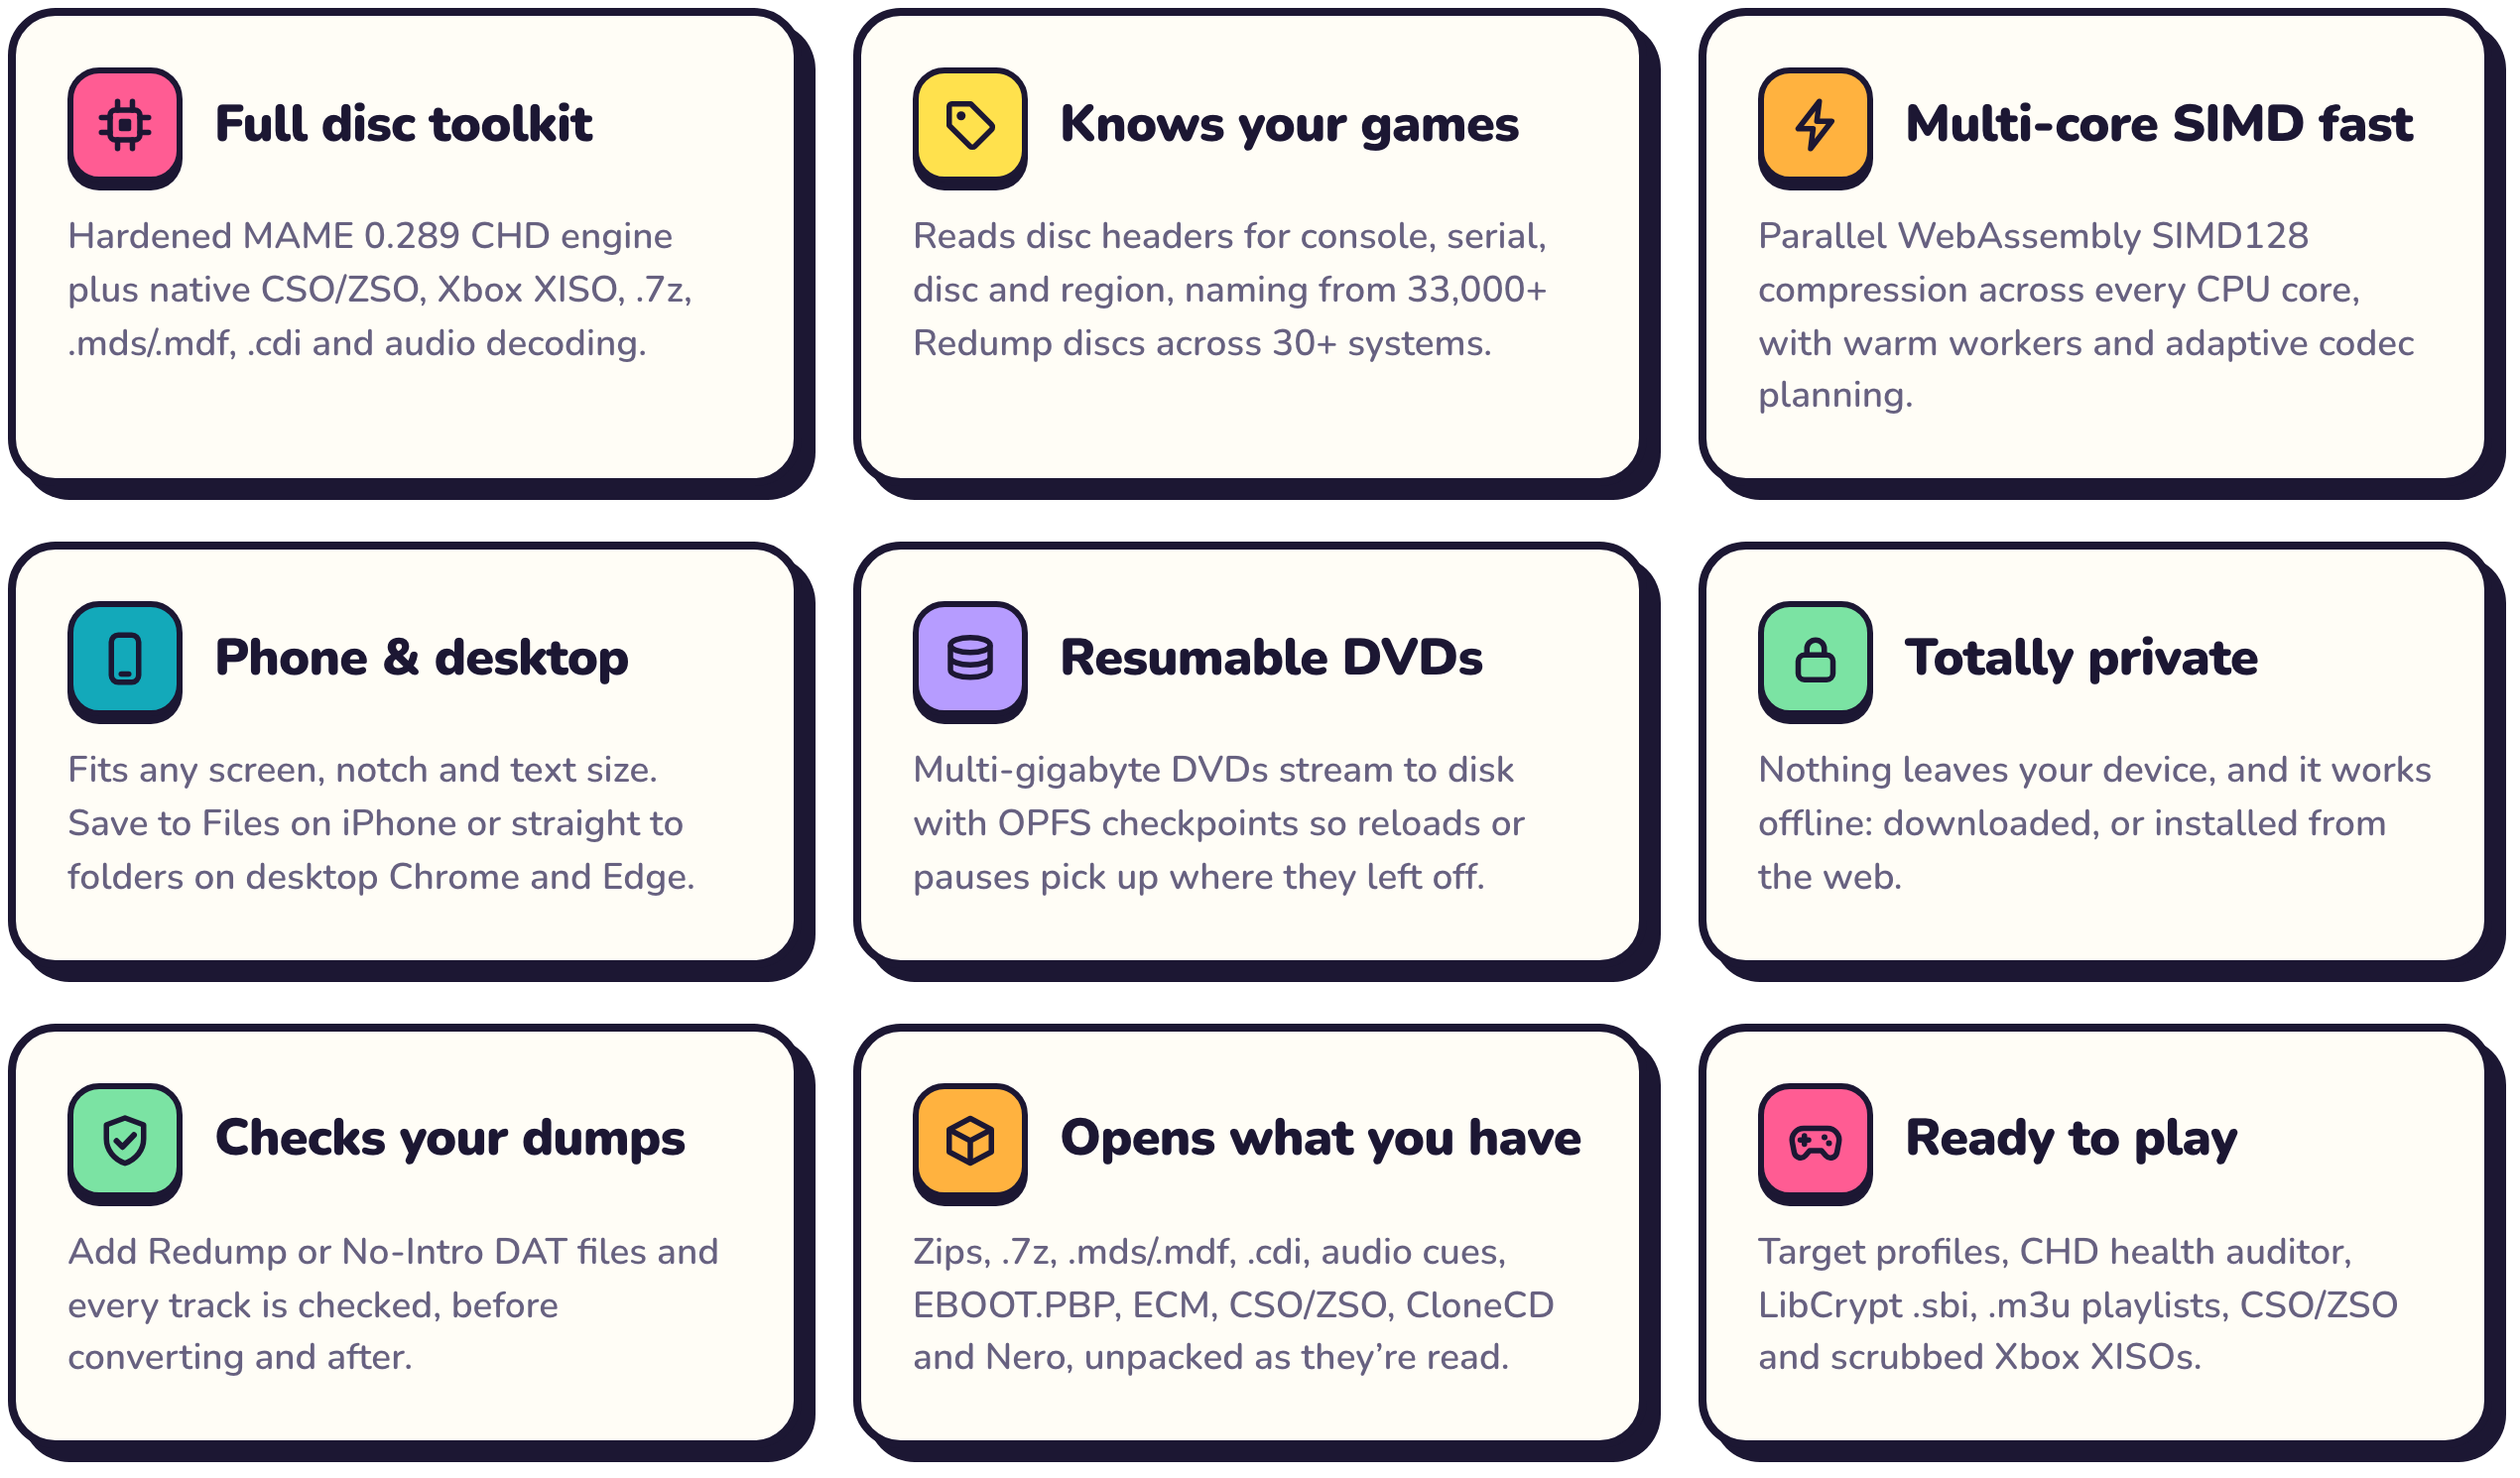 Full disc toolkit
Hardened MAME 0.289 CHD engine
plus native CSO/ZSO, Xbox XISO, .7z,
.mds/.mdf, .cdi and audio decoding.
Knows your games
Reads disc headers for console, serial,
disc and region, naming from 33,000+
Redump discs across 30+ systems.
Multi-core SIMD fast
Parallel WebAssembly SIMD128
compression across every CPU core,
with warm workers and adaptive codec
planning.
Phone & desktop
Fits any screen, notch and text size.
Save to Files on iPhone or straight to
folders on desktop Chrome and Edge.
Resumable DVDs
Multi-gigabyte DVDs stream to disk
with OPFS checkpoints so reloads or
pauses pick up where they left off.
Totally private
Nothing leaves your device, and it works
offline: downloaded, or installed from
the web.
Checks your dumps
Add Redump or No-Intro DAT files and
every track is checked, before
converting and after.
Opens what you have
Zips, .7z, .mds/.mdf, .cdi, audio cues,
EBOOT.PBP, ECM, CSO/ZSO, CloneCD
and Nero, unpacked as they’re read.
Ready to play
Target profiles, CHD health auditor,
LibCrypt .sbi, .m3u playlists, CSO/ZSO
and scrubbed Xbox XISOs.